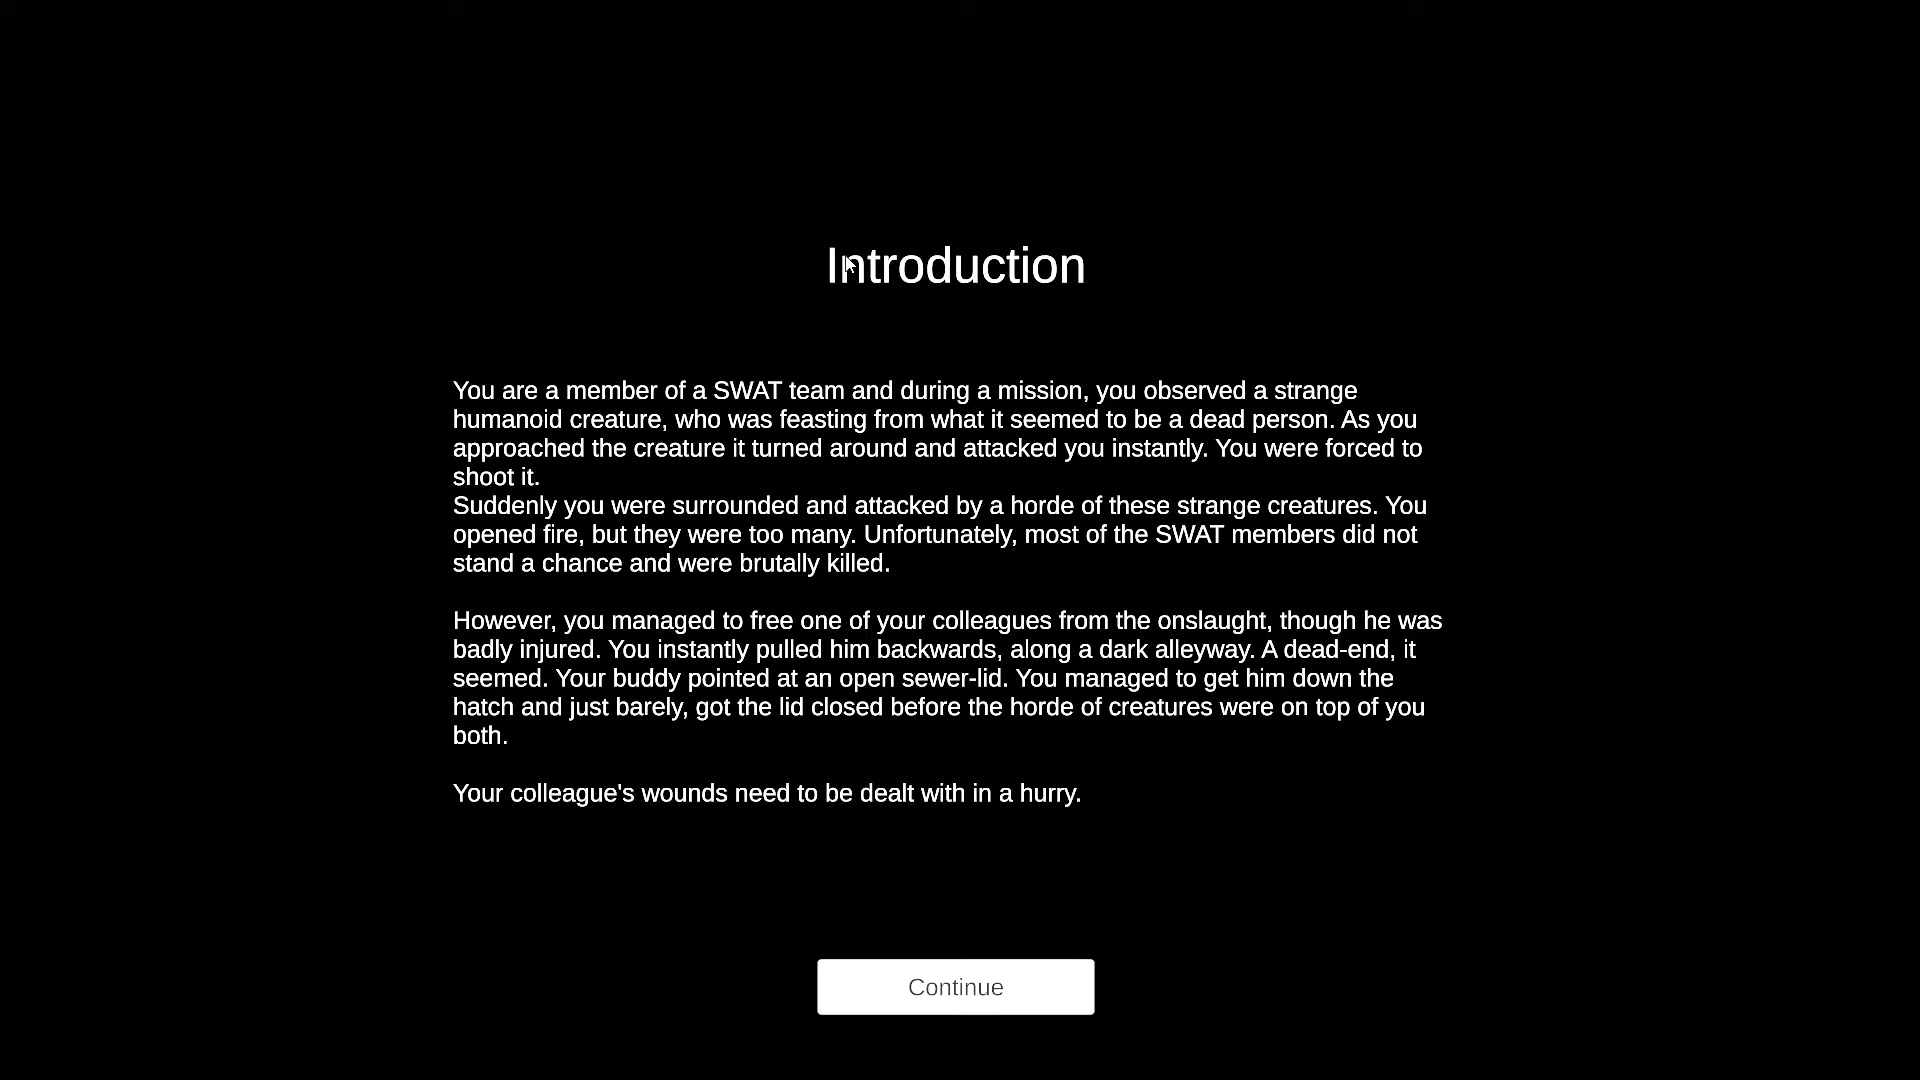 Introduction
You are a member of a SWAT team and during a mission, you observed a strange
humanoid creature, who was feasting from what it seemed to be a dead person. As you
approached the creature it turned around and attacked you instantly. You were forced to
shoot it.
Suddenly you were surrounded and attacked by a horde of these strange creatures. You
opened fire, but they were too many. Unfortunately, most of the SWAT members did not
stand a chance and were brutally killed.
However, you managed to free one of your colleagues from the onslaught, though he was
badly injured. You instantly pulled him backwards, along a dark alleyway. A dead-end, it
seemed. Your buddy pointed at an open sewer-lid. You managed to get him down the
hatch and just barely, got the lid closed before the horde of creatures were on top of you
both.
Your colleague's wounds need to be dealt with in a hurry.
Continue